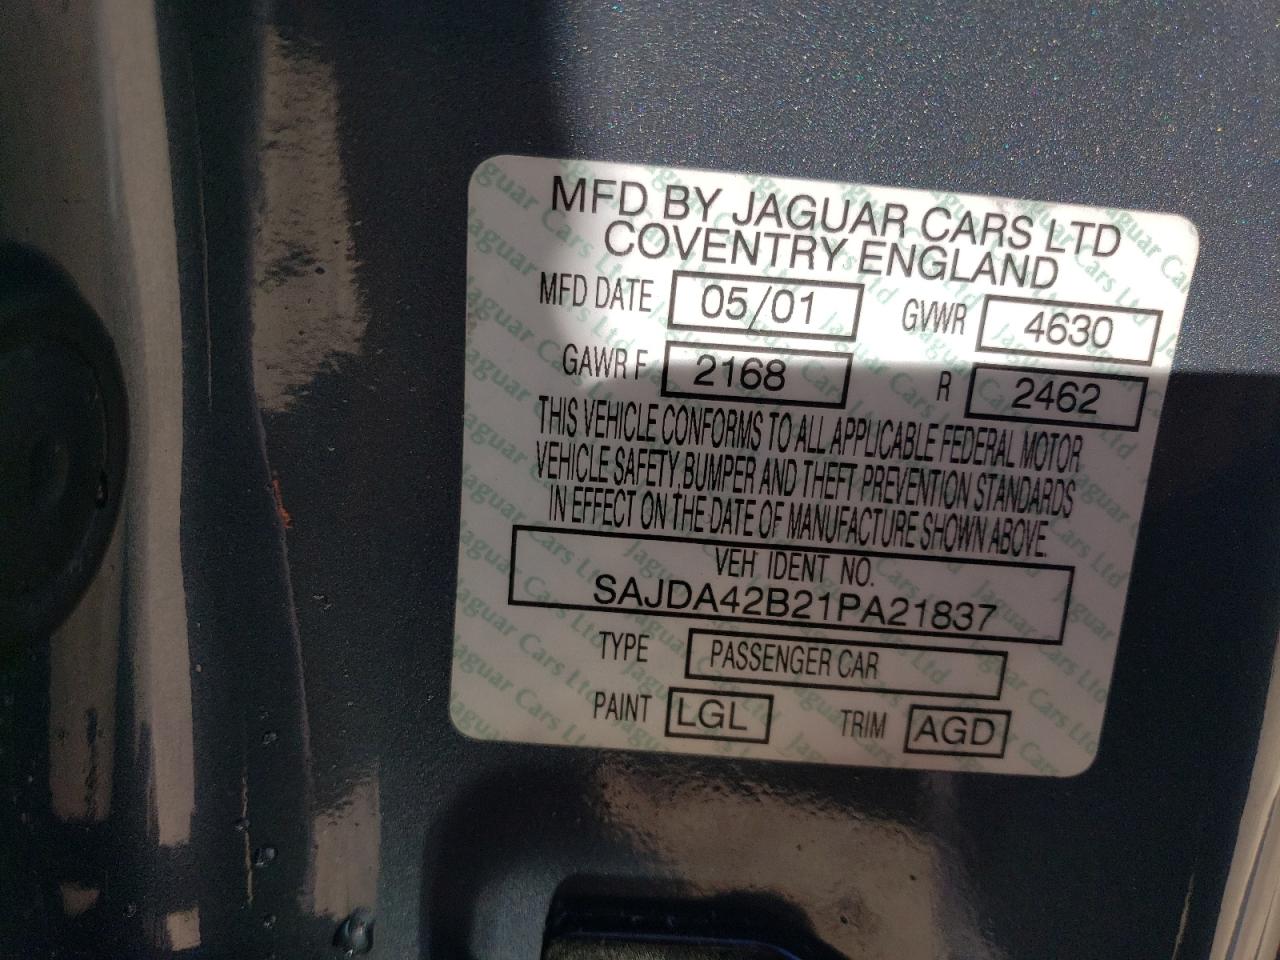 MFD BY JAGUAR CARS LTD
COVENTRY ENGLAND
MFD DATE 05/01 GVWR 4630
GAWR F 2168 R 2462
THIS VEHICLE CONFORMS TO ALL APPLICABLE FEDERAL MOTOR
VEHICLE SAFETY, BUMPER AND THEFT PREVENTION STANDARDS
IN EFFECT ON THE DATE OF MANUFACTURE SHOWN ABOVE.
VEH IDENT NO.
SAJDA42B21PA21837
TYPE PASSENGER CAR
PAINT LGL TRIM AGD